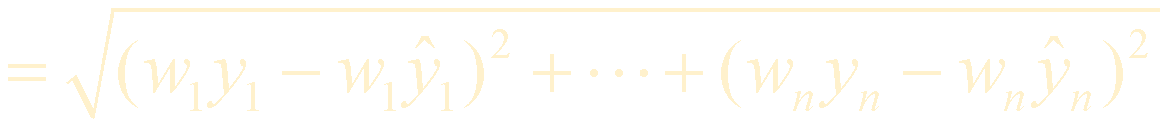 = √((w₁y₁ − w₁ŷ₁)² + ⋯ + (wₙyₙ − wₙŷₙ)²)